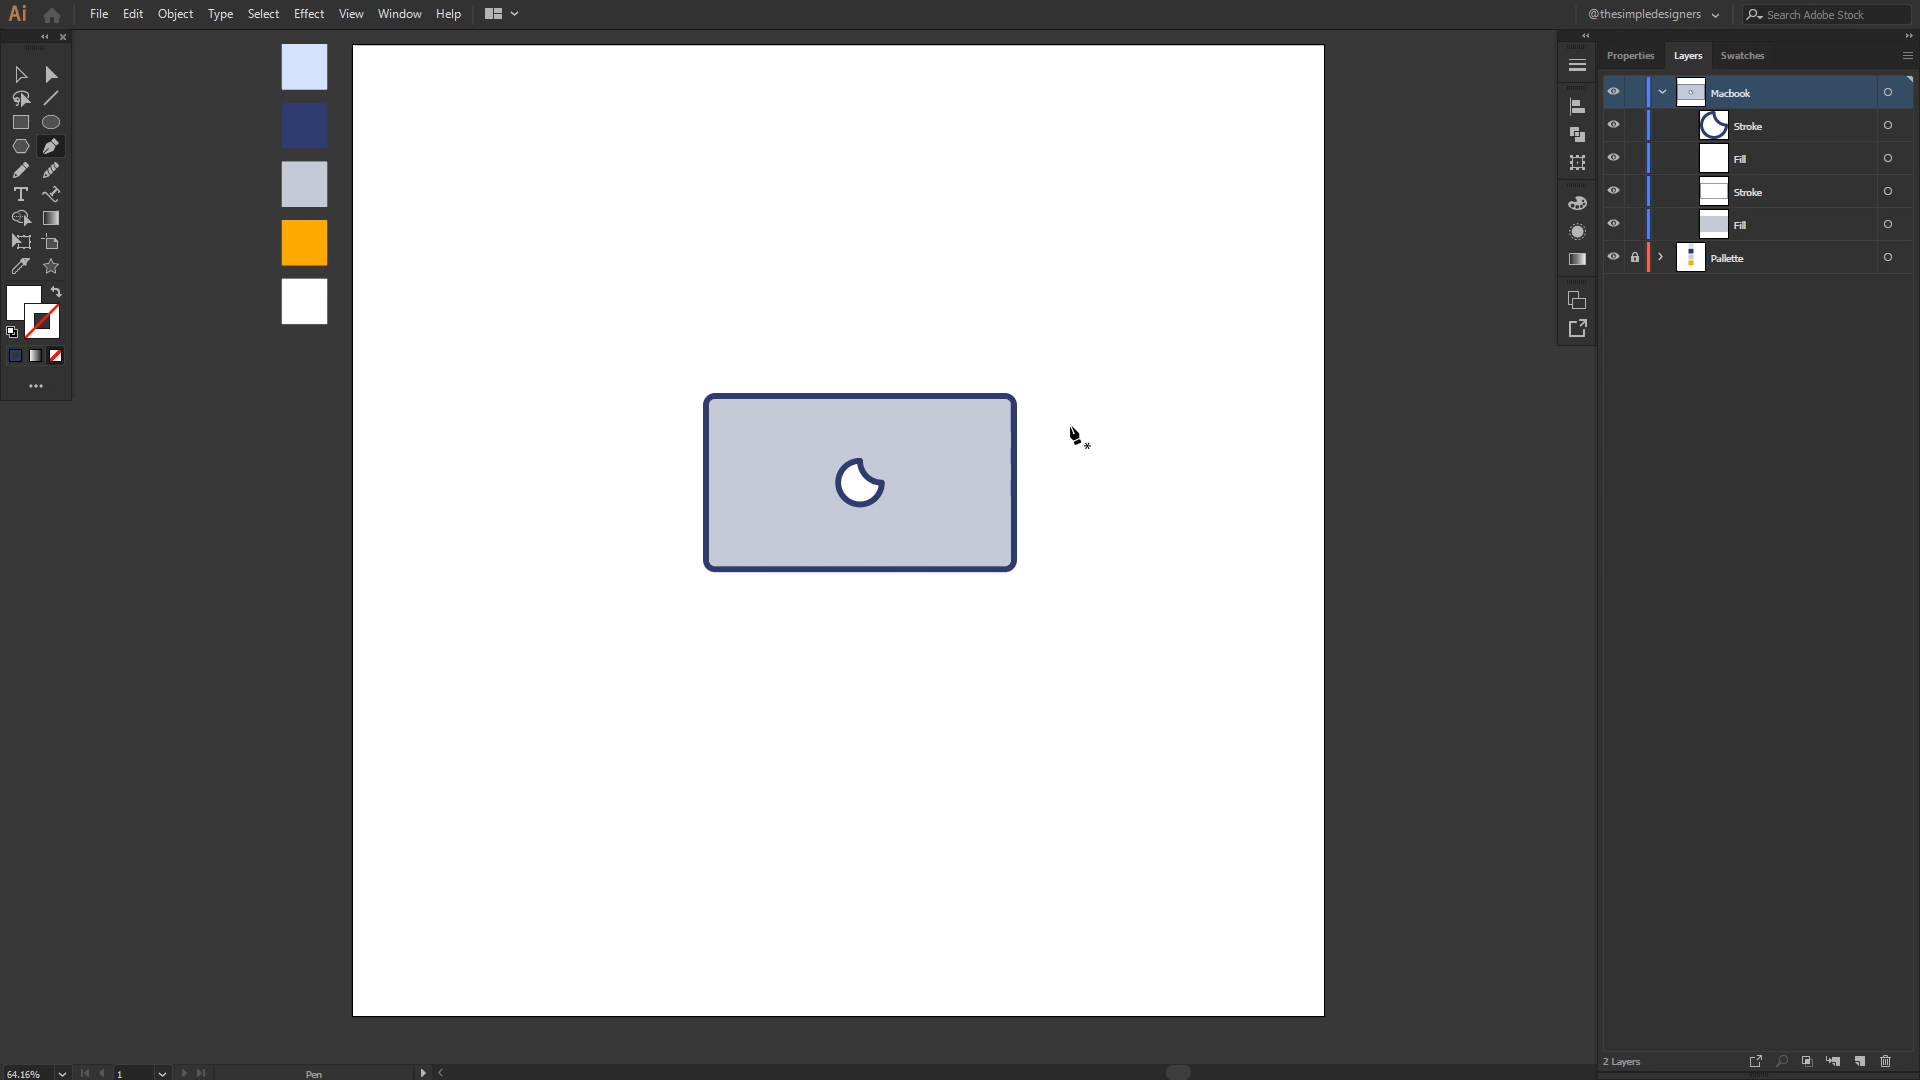 Ai File Edit Object Type Select Effect View Window Help @thesimpledesigners Search Adobe Stock
Properties Layers Swatches
Macbook
Stroke
Fill
Stroke
Fill
Pallette
2 Layers
64.16% 1 Pen